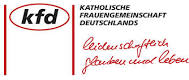 kfd
KATHOLISCHE
FRAUENGEMEINSCHAFT
DEUTSCHLANDS
leidenschaftlich
glauben und leben